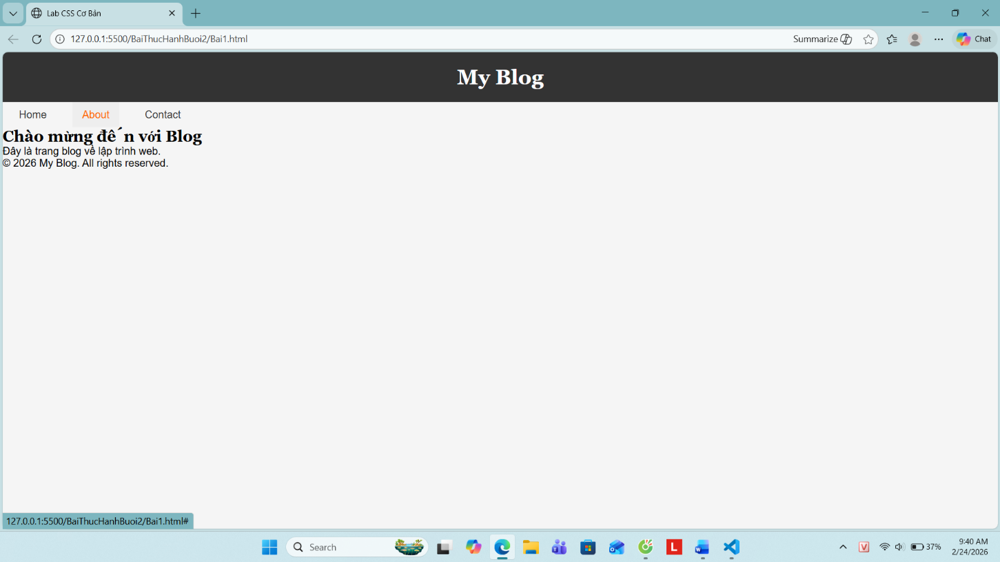 Lab CSS Cơ Bản
127.0.0.1:5500/BaiThucHanhBuoi2/Bai1.html
Summarize
Chat
My Blog
Home About Contact
Chào mừng đến với Blog
Đây là trang blog về lập trình web.
© 2026 My Blog. All rights reserved.
127.0.0.1:5500/BaiThucHanhBuoi2/Bai1.html#
Search
L
V
37%
9:40 AM
2/24/2026